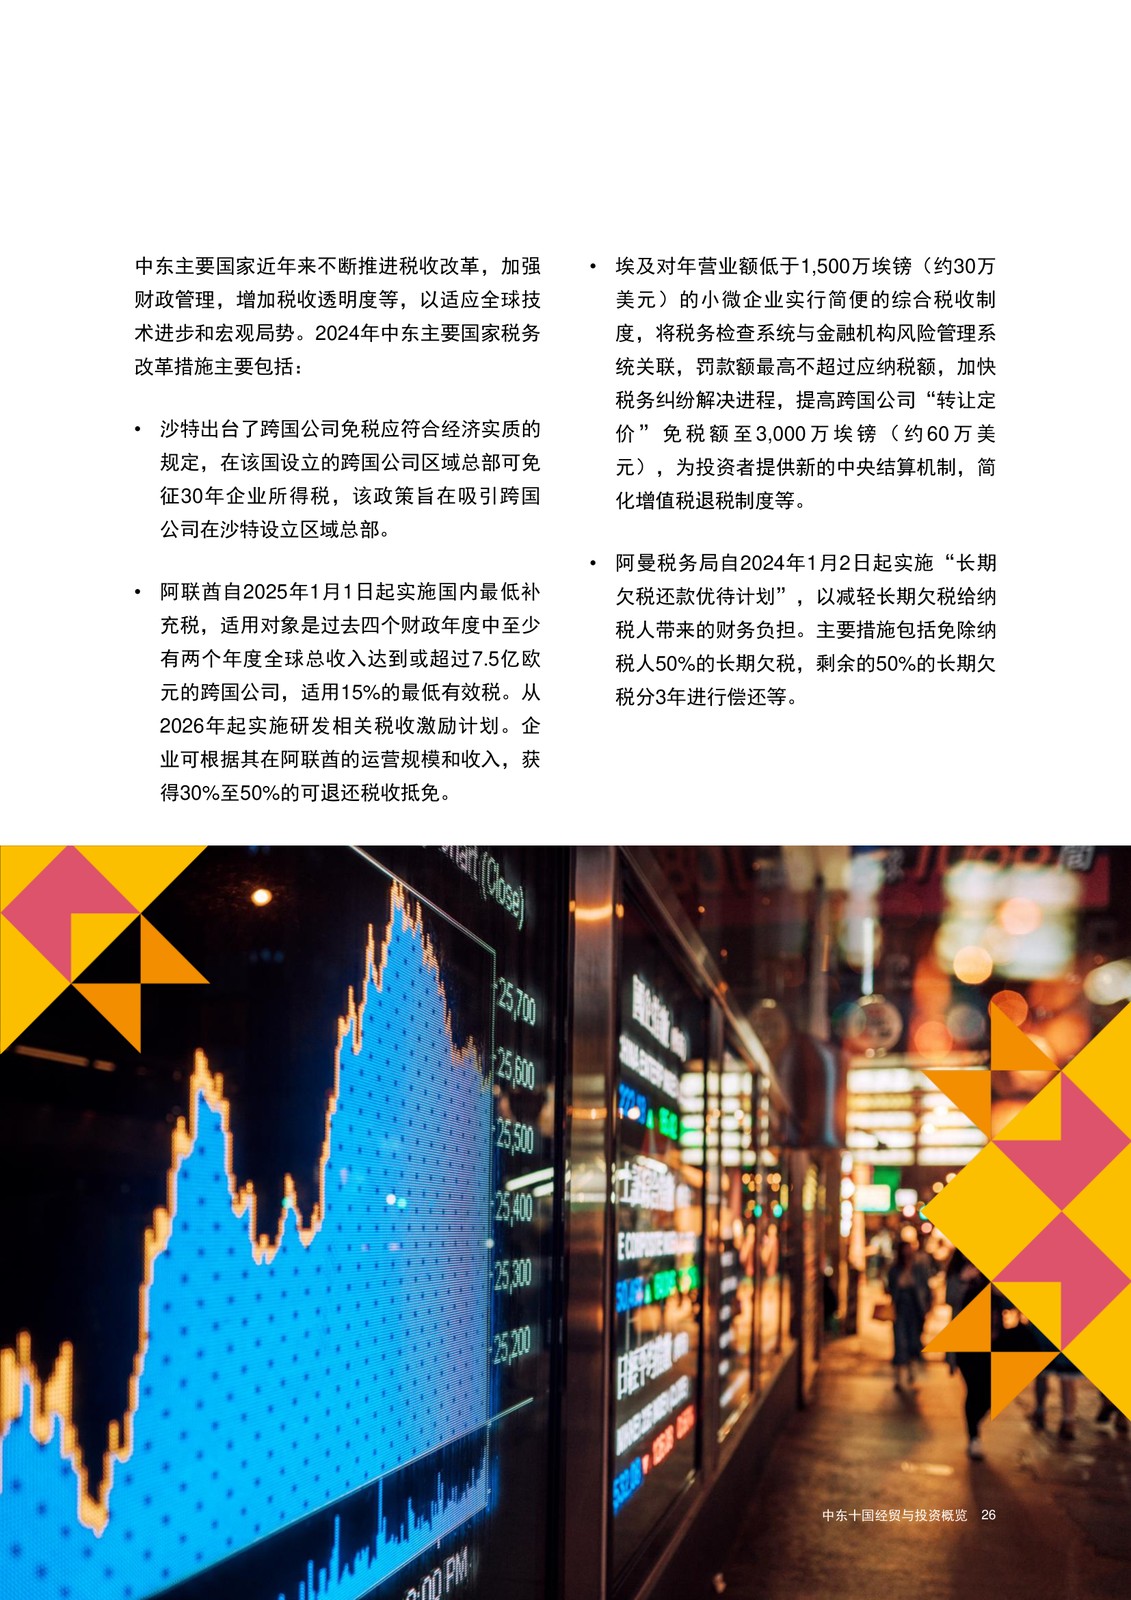 中东主要国家近年来不断推进税收改革，加强
财政管理，增加税收透明度等，以适应全球技
术进步和宏观局势。2024年中东主要国家税务
改革措施主要包括：
• 沙特出台了跨国公司免税应符合经济实质的
规定，在该国设立的跨国公司区域总部可免
征30年企业所得税，该政策旨在吸引跨国
公司在沙特设立区域总部。
• 阿联酋自2025年1月1日起实施国内最低补
充税，适用对象是过去四个财政年度中至少
有两个年度全球总收入达到或超过7.5亿欧
元的跨国公司，适用15%的最低有效税。从
2026年起实施研发相关税收激励计划。企
业可根据其在阿联酋的运营规模和收入，获
得30%至50%的可退还税收抵免。
• 埃及对年营业额低于1,500万埃镑（约30万
美元）的小微企业实行简便的综合税收制
度，将税务检查系统与金融机构风险管理系
统关联，罚款额最高不超过应纳税额，加快
税务纠纷解决进程，提高跨国公司“转让定
价”免税额至3,000万埃镑（约60万美
元），为投资者提供新的中央结算机制，简
化增值税退税制度等。
• 阿曼税务局自2024年1月2日起实施“长期
欠税还款优待计划”，以减轻长期欠税给纳
税人带来的财务负担。主要措施包括免除纳
税人50%的长期欠税，剩余的50%的长期欠
税分3年进行偿还等。
(Close)
25,700
25,600
25,500
25,400
25,300
25,200
PM
中东十国经贸与投资概览 26